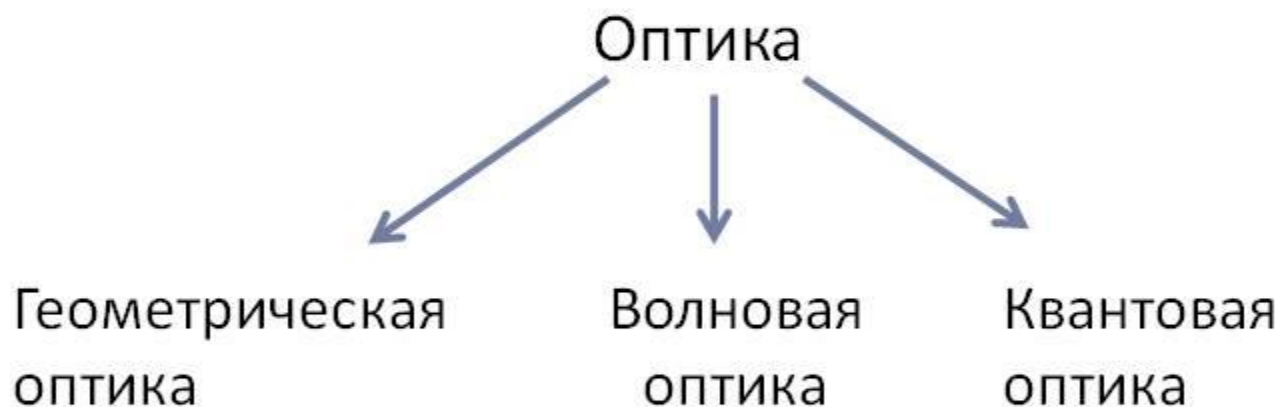 Оптика
Геометрическая
оптика
Волновая
оптика
Квантовая
оптика